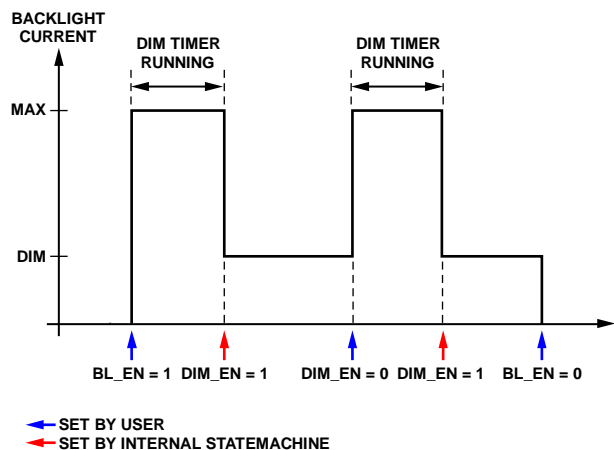 BACKLIGHT
CURRENT
DIM TIMER
RUNNING
DIM TIMER
RUNNING
MAX
DIM
BL_EN = 1
DIM_EN = 1
DIM_EN = 0
DIM_EN = 1
BL_EN = 0
SET BY USER
SET BY INTERNAL STATEMACHINE